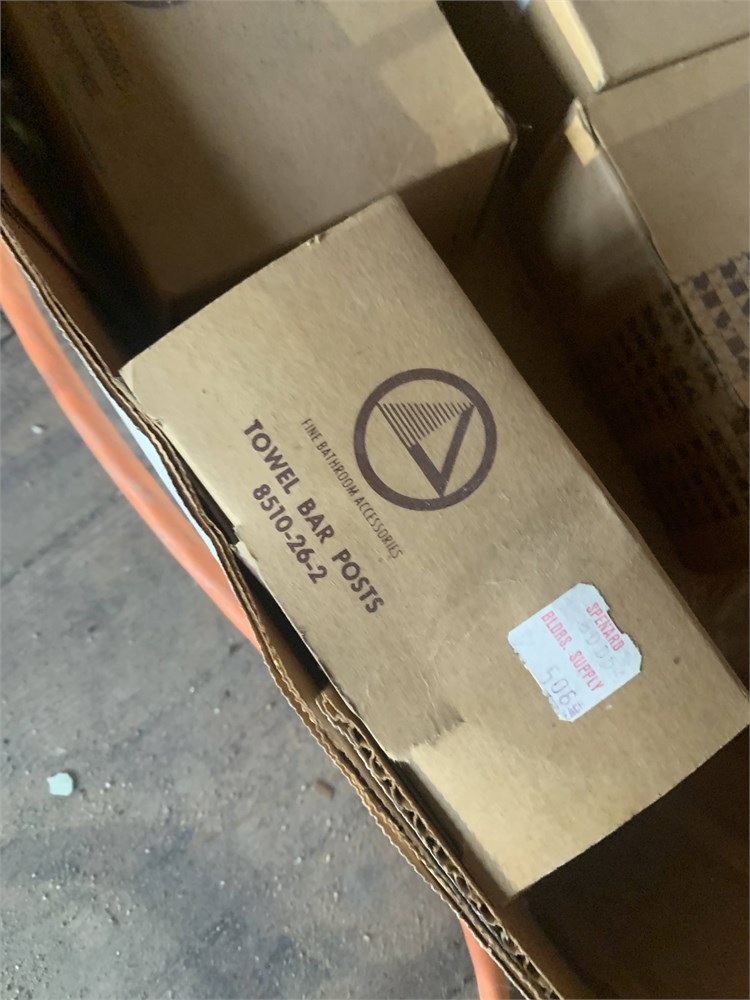 FINE BATHROOM ACCESSORIES
TOWEL BAR POSTS
8510-26-2
SPENARD
BLDRS. SUPPLY